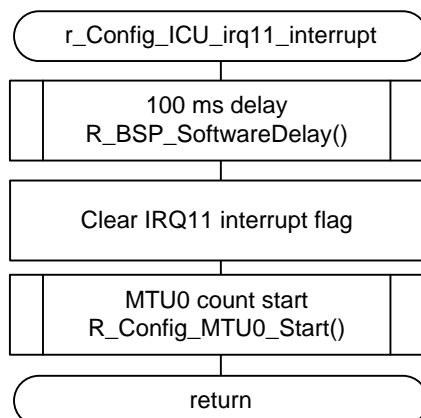 r_Config_ICU_irq11_interrupt
100 ms delay
R_BSP_SoftwareDelay()
Clear IRQ11 interrupt flag
MTU0 count start
R_Config_MTU0_Start()
return